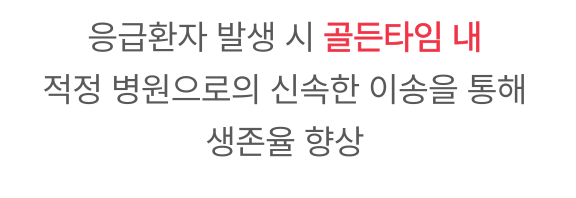 응급환자 발생 시 골든타임 내
적정 병원으로의 신속한 이송을 통해
생존율 향상